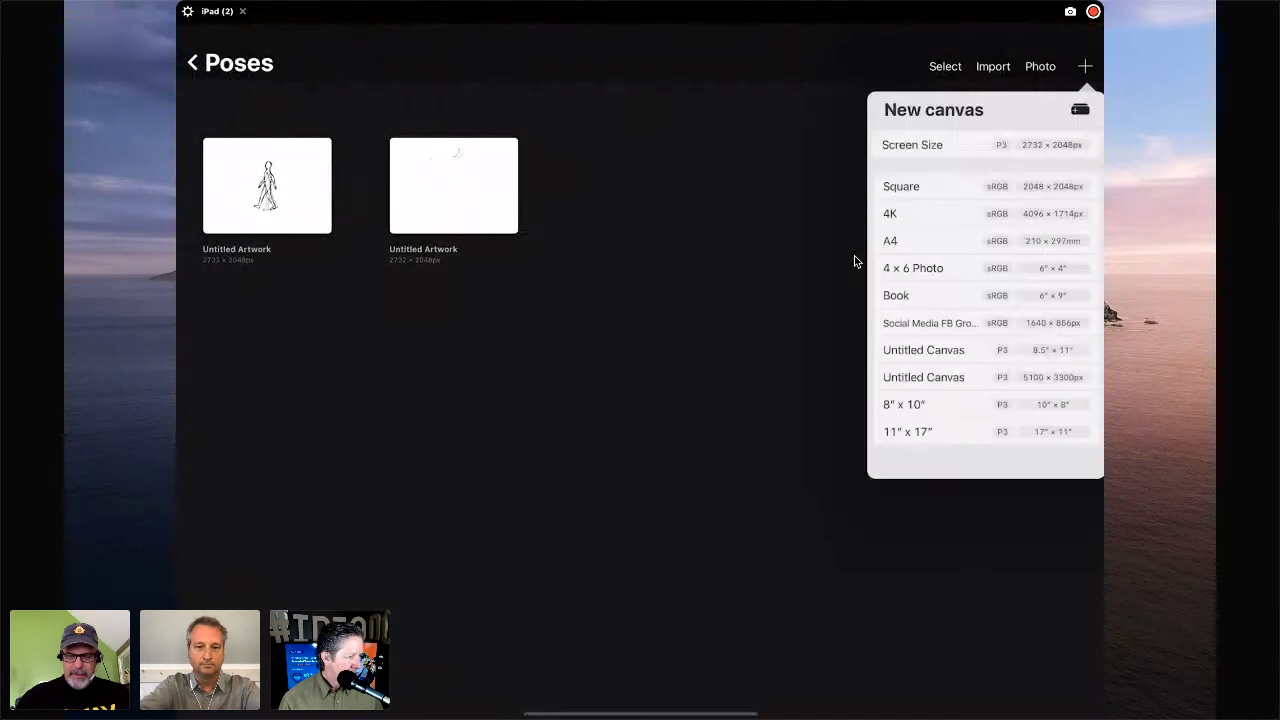 iPad (2)
Poses
Select Import Photo
New canvas
Screen Size P3 2732 × 2048px
Square sRGB 2048 × 2048px
4K sRGB 4096 × 1714px
A4 sRGB 210 × 297mm
4 × 6 Photo sRGB 6" × 4"
Book sRGB 6" × 9"
Social Media FB Gro... sRGB 1640 × 856px
Untitled Canvas P3 8.5" × 11"
Untitled Canvas P3 5100 × 3300px
8" x 10" P3 10" × 8"
11" x 17" P3 17" × 11"
Untitled Artwork
2732 × 2048px
Untitled Artwork
2732 × 2048px